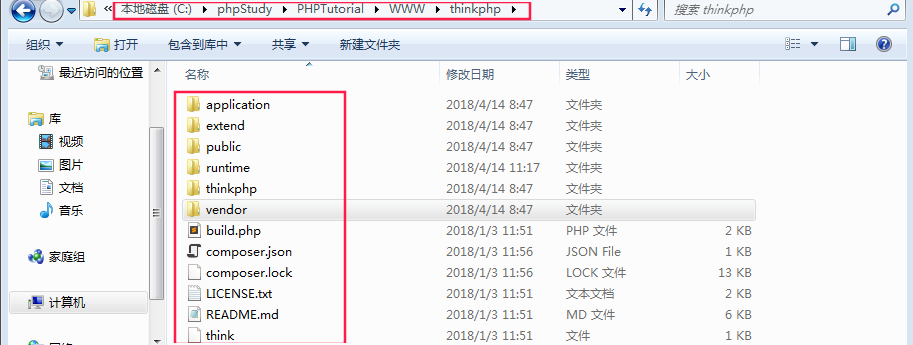 « 本地磁盘 (C:) ▸ phpStudy ▸ PHPTutorial ▸ WWW ▸ thinkphp ▸ 搜索 thinkphp
组织 打开 包含到库中 共享 新建文件夹
最近访问的位置
库
视频
图片
文档
音乐
家庭组
计算机
名称 修改日期 类型 大小
application 2018/4/14 8:47 文件夹
extend 2018/4/14 8:47 文件夹
public 2018/4/14 8:47 文件夹
runtime 2018/4/14 11:17 文件夹
thinkphp 2018/4/14 8:47 文件夹
vendor 2018/4/14 8:47 文件夹
build.php 2018/1/3 11:51 PHP 文件 2 KB
composer.json 2018/1/3 11:56 JSON File 1 KB
composer.lock 2018/1/3 11:56 LOCK 文件 13 KB
LICENSE.txt 2018/1/3 11:51 文本文档 2 KB
README.md 2018/1/3 11:51 MD 文件 6 KB
think 2018/1/3 11:51 文件 1 KB